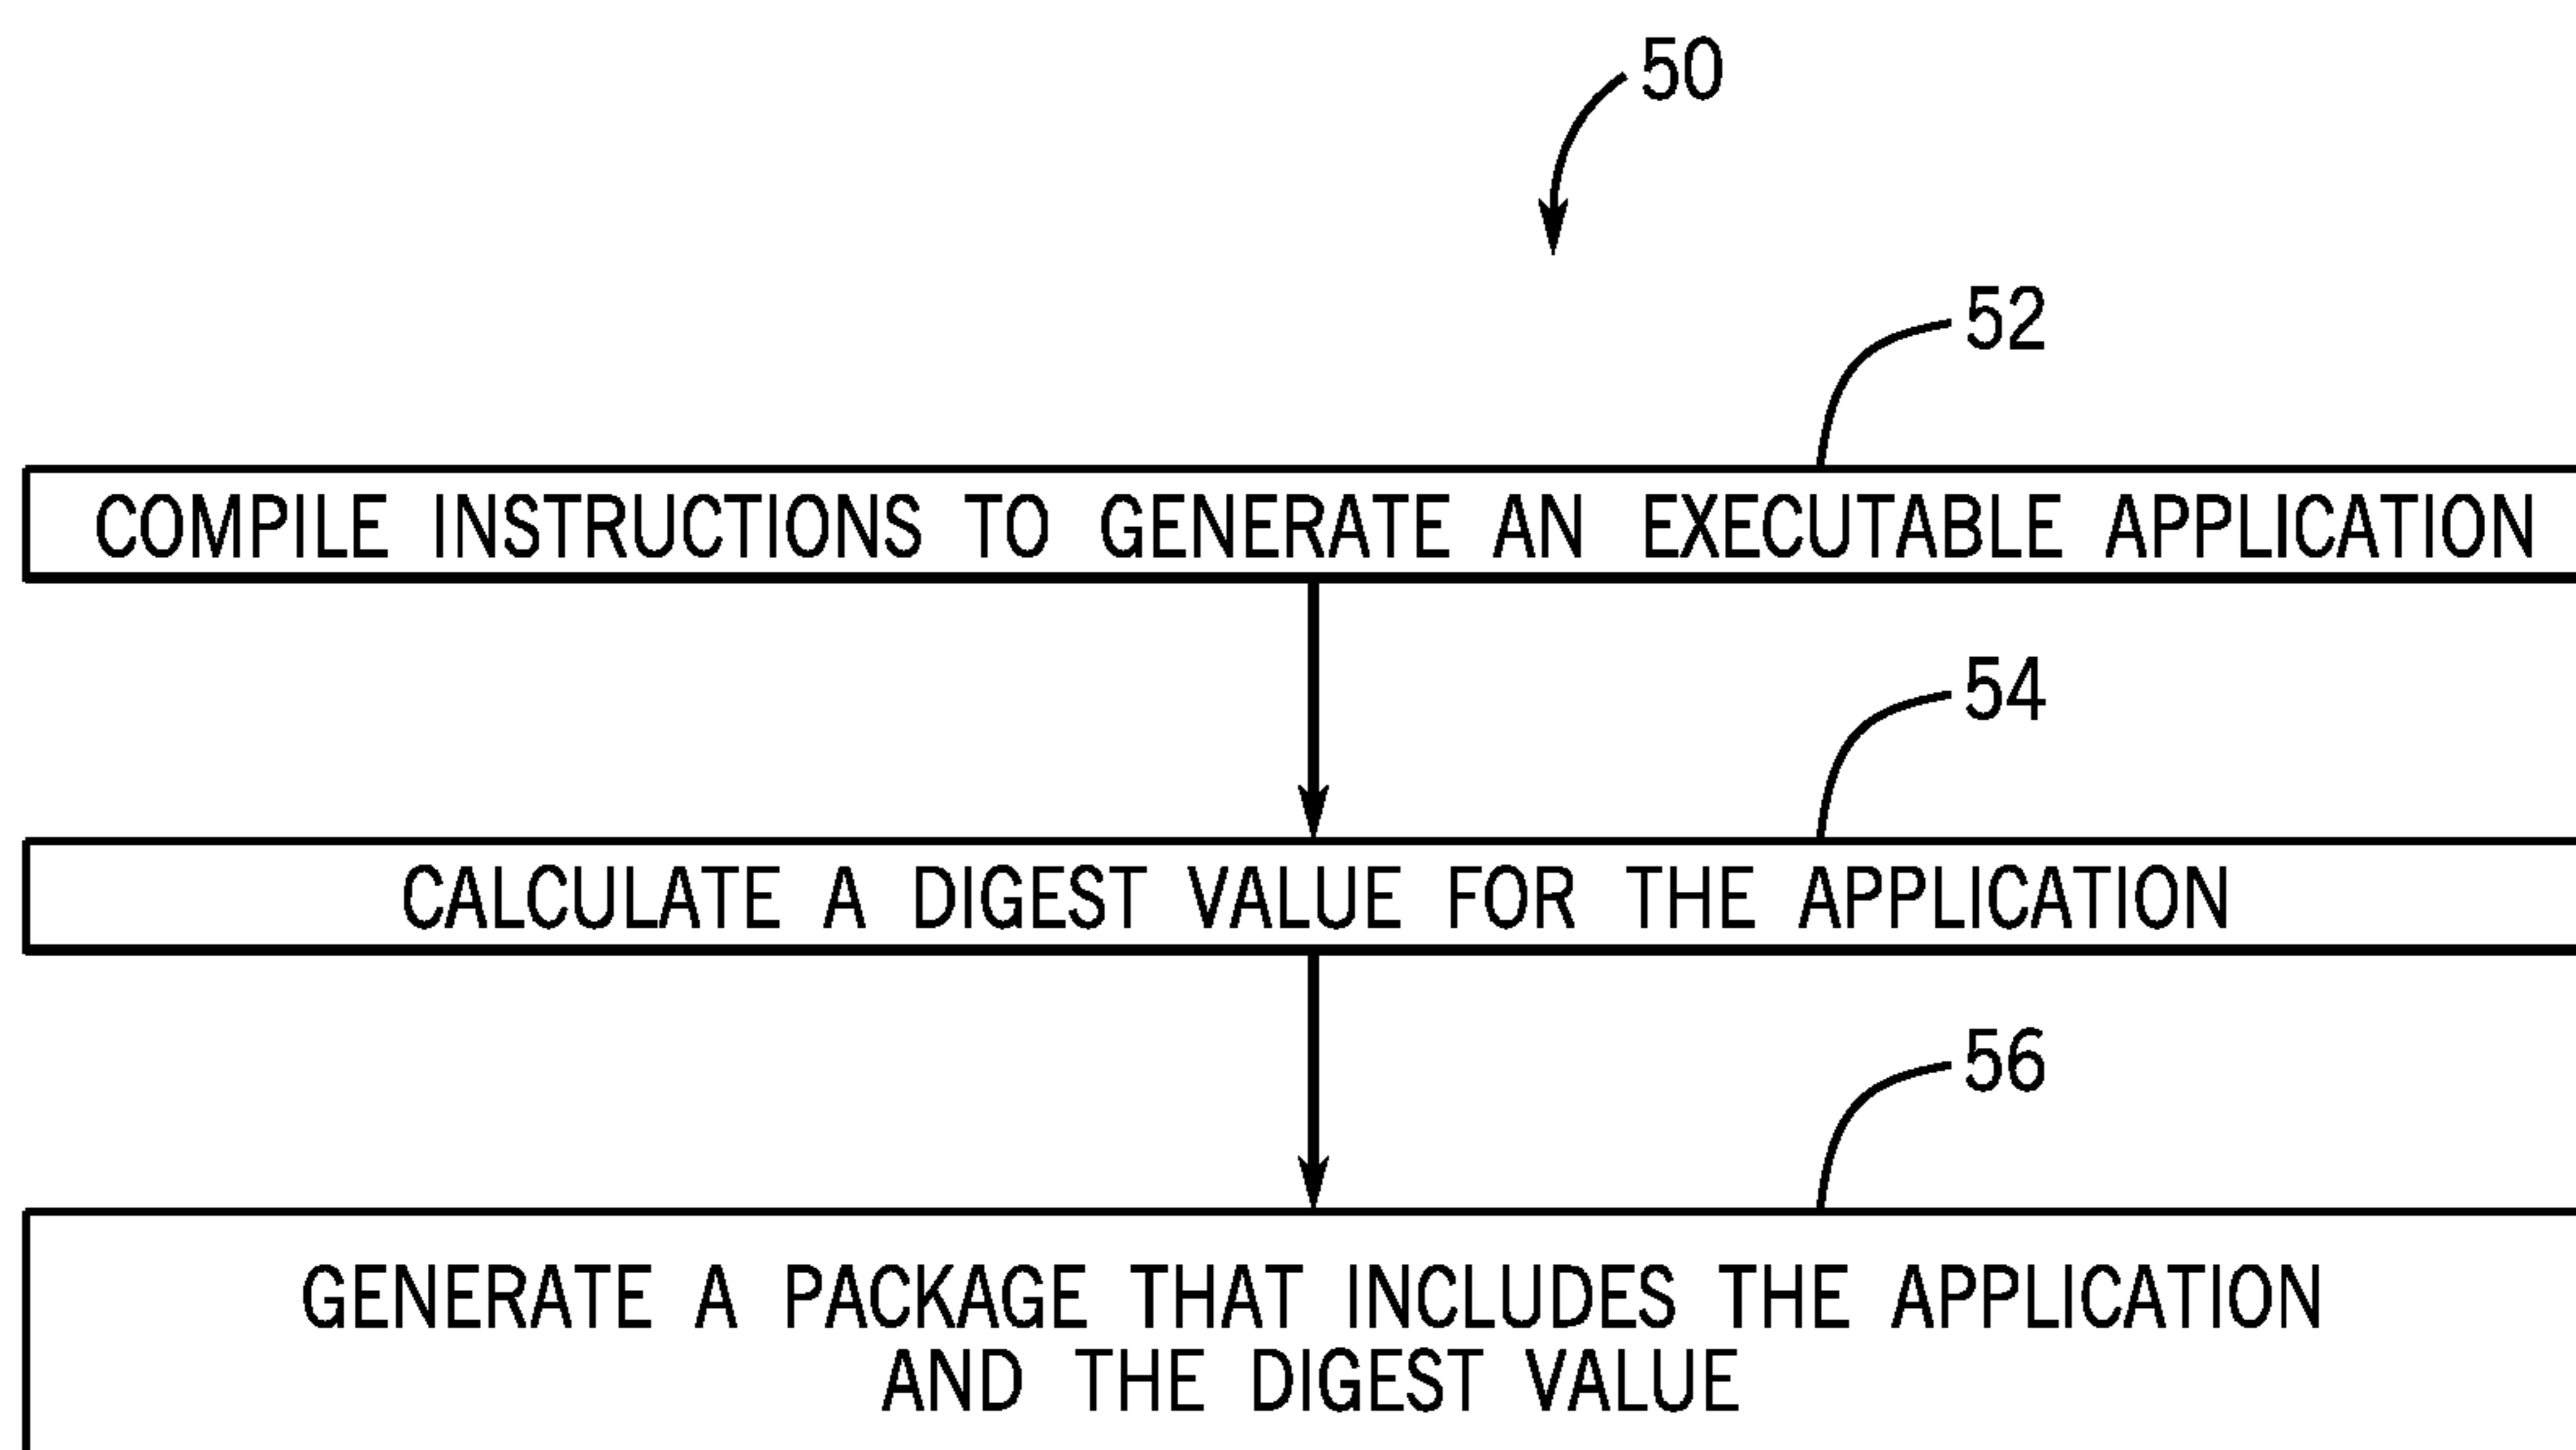 50
52
COMPILE INSTRUCTIONS TO GENERATE AN EXECUTABLE APPLICATION
54
CALCULATE A DIGEST VALUE FOR THE APPLICATION
56
GENERATE A PACKAGE THAT INCLUDES THE APPLICATION
AND THE DIGEST VALUE